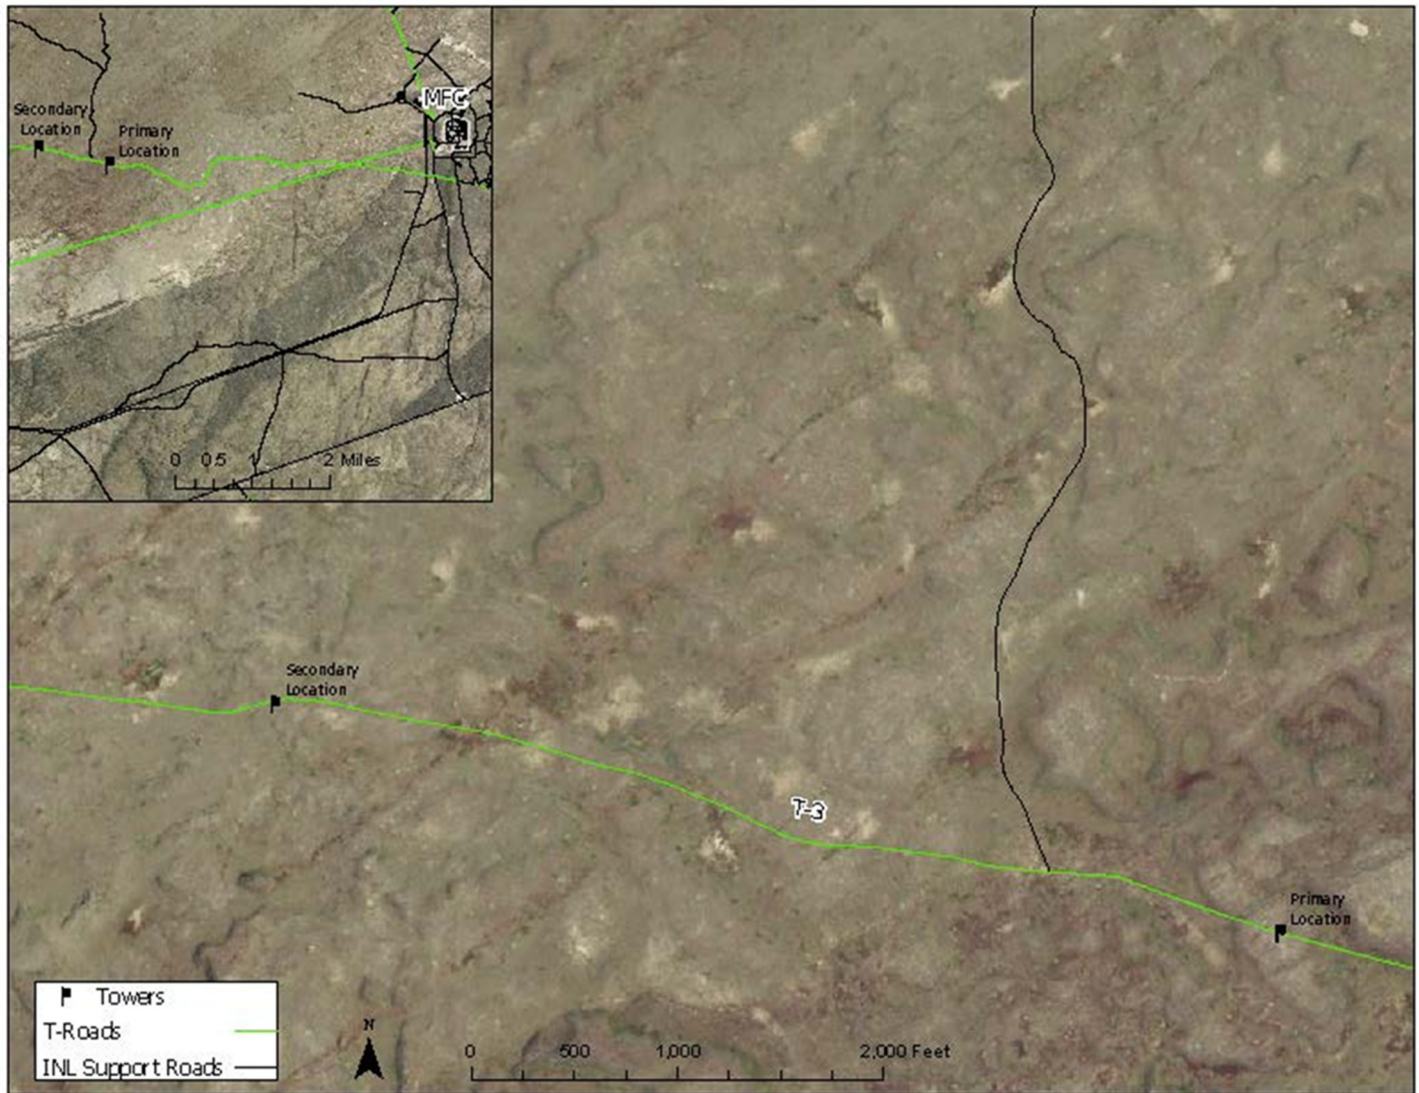 MFC
Secondary
Location
Primary
Location
0 0.5 1 2 Miles
Secondary
Location
T-3
Primary
Location
Towers
T-Roads
INL Support Roads
N
0 500 1,000 2,000 Feet